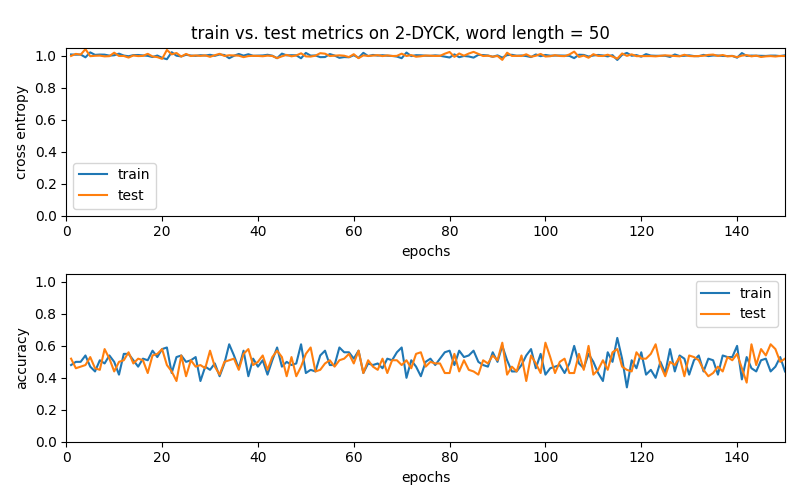 train vs. test metrics on 2-DYCK, word length = 50
cross entropy
1.0
0.8
0.6
0.4
0.2
0.0
train
test
0 20 40 60 80 100 120 140
epochs
accuracy
1.0
0.8
0.6
0.4
0.2
0.0
train
test
0 20 40 60 80 100 120 140
epochs